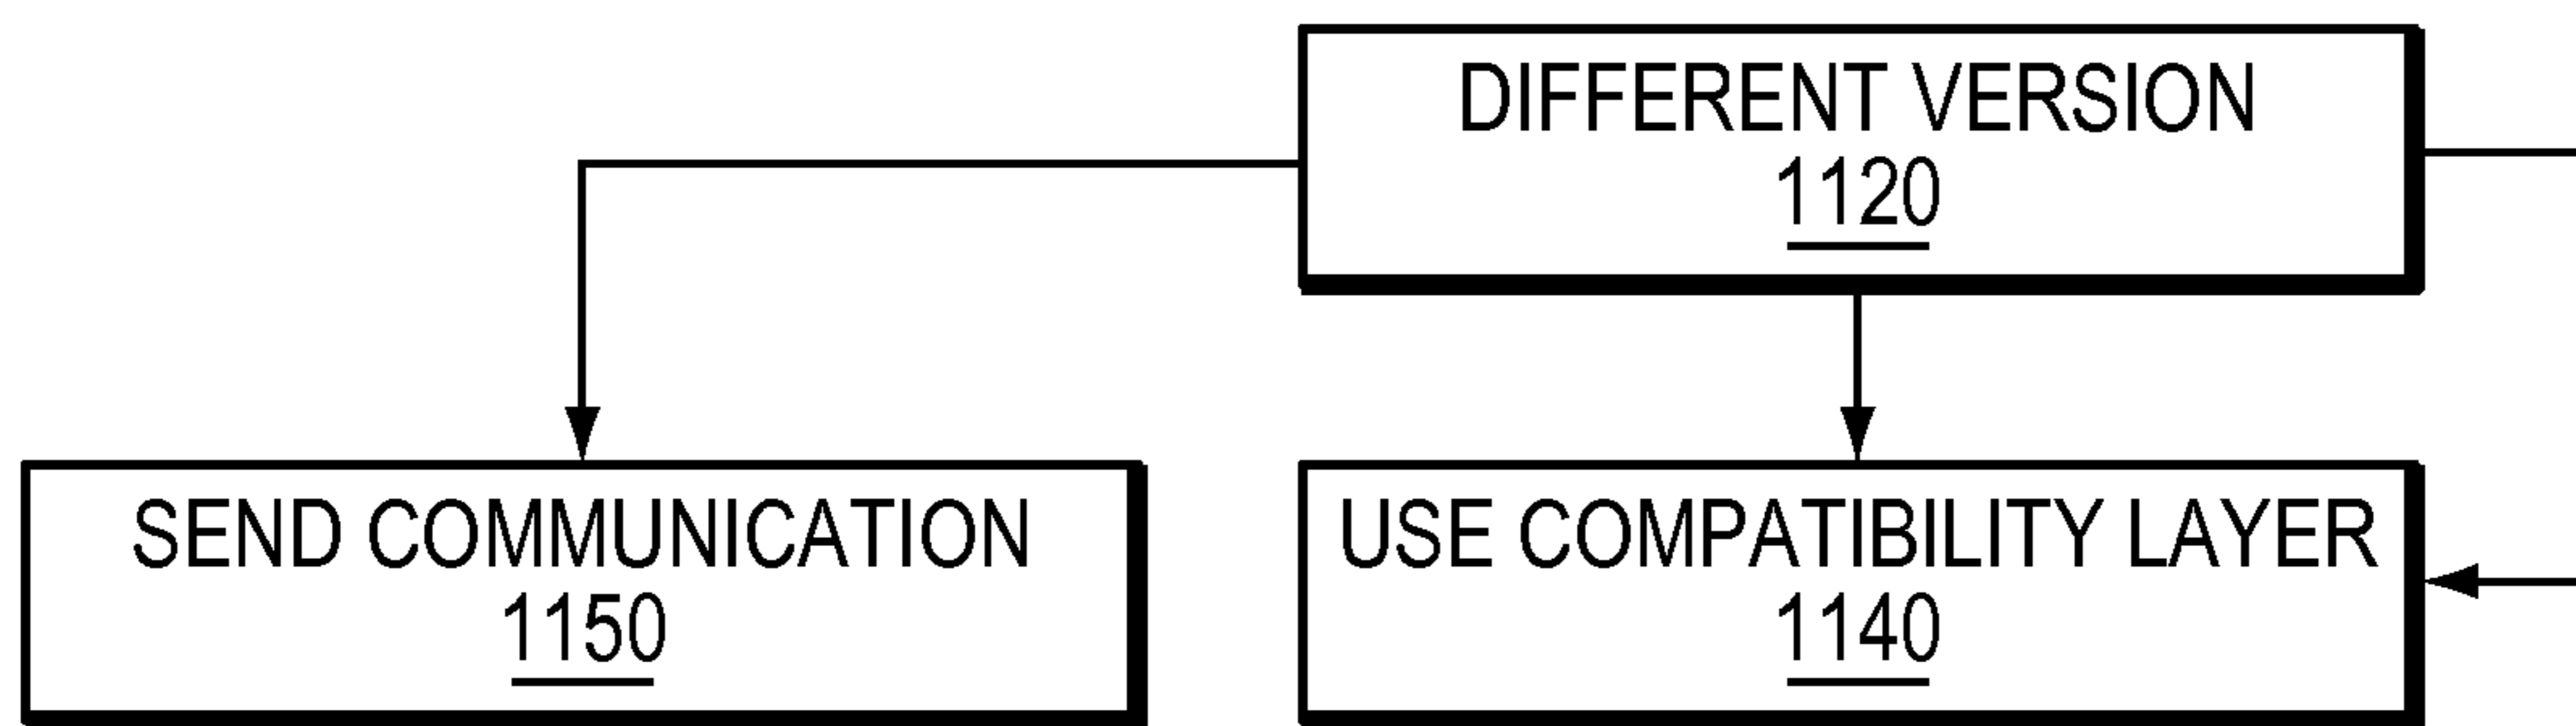 DIFFERENT VERSION
1120
SEND COMMUNICATION
1150
USE COMPATIBILITY LAYER
1140